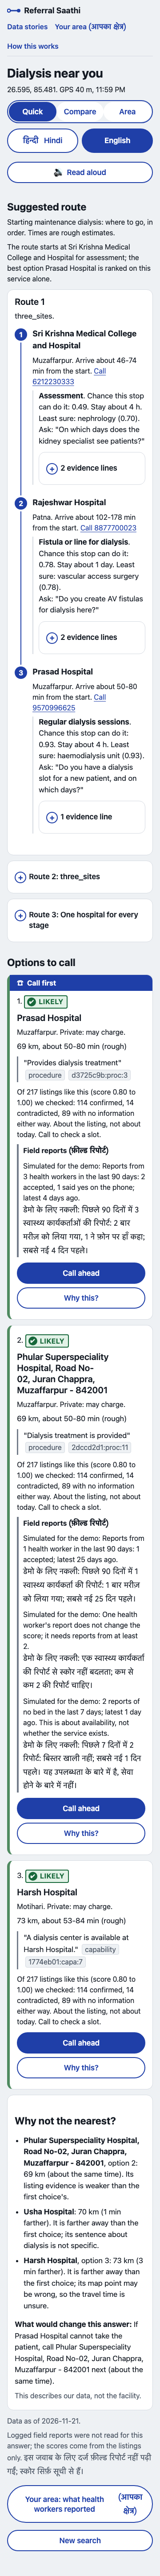 Referral Saathi
Data stories Your area (आपका क्षेत्र)
How this works
Dialysis near you
26.595, 85.481. GPS 40 m, 11:59 PM
Quick Compare Area
हिन्दी Hindi English
Read aloud
Suggested route
Starting maintenance dialysis: where to go, in
order. Times are rough estimates.
The route starts at Sri Krishna Medical
College and Hospital for assessment; the
best option Prasad Hospital is ranked on this
service alone.
Route 1
three_sites.
1 Sri Krishna Medical College
and Hospital
Muzaffarpur. Arrive about 46-74
min from the start. Call
6212230333
Assessment. Chance this stop
can do it: 0.49. Stay about 4 h.
Least sure: nephrology (0.70).
Ask: "On which days does the
kidney specialist see patients?"
2 evidence lines
2 Rajeshwar Hospital
Patna. Arrive about 102-178 min
from the start. Call 8877700023
Fistula or line for dialysis.
Chance this stop can do it:
0.78. Stay about 1 day. Least
sure: vascular access surgery
(0.78).
Ask: "Do you create AV fistulas
for dialysis here?"
2 evidence lines
3 Prasad Hospital
Muzaffarpur. Arrive about 50-80
min from the start. Call
9570996625
Regular dialysis sessions.
Chance this stop can do it:
0.93. Stay about 4 h. Least
sure: haemodialysis unit (0.93).
Ask: "Do you have a dialysis
slot for a new patient, and on
which days?"
1 evidence line
Route 2: three_sites
Route 3: One hospital for every
stage
Options to call
Call first
1. LIKELY
Prasad Hospital
Muzaffarpur. Private: may charge.
69 km, about 50-80 min (rough)
"Provides dialysis treatment"
procedure d3725c9b:proc:3
Of 217 listings like this (score 0.80 to
1.00) we checked: 114 confirmed, 14
contradicted, 89 with no information
either way. About the listing, not about
today. Call to check a slot.
Field reports (फ़ील्ड रिपोर्ट)
Simulated for the demo: Reports from
3 health workers in the last 90 days: 2
accepted, 1 said yes on the phone;
latest 4 days ago.
डेमो के लिए नकली: पिछले 90 दिनों में 3
स्वास्थ्य कार्यकर्ताओं की रिपोर्ट: 2 बार
मरीज़ को लिया गया, 1 ने फ़ोन पर हाँ कहा;
सबसे नई 4 दिन पहले।
Call ahead
Why this?
2. LIKELY
Phulur Superspeciality
Hospital, Road No-
02, Juran Chappra,
Muzaffarpur - 842001
Muzaffarpur. Private: may charge.
69 km, about 50-80 min (rough)
"Dialysis treatment is provided"
procedure 2dccd2d1:proc:11
Of 217 listings like this (score 0.80 to
1.00) we checked: 114 confirmed, 14
contradicted, 89 with no information
either way. About the listing, not about
today. Call to check a slot.
Field reports (फ़ील्ड रिपोर्ट)
Simulated for the demo: Reports from
1 health worker in the last 90 days: 1
accepted; latest 25 days ago.
डेमो के लिए नकली: पिछले 90 दिनों में 1
स्वास्थ्य कार्यकर्ता की रिपोर्ट: 1 बार मरीज़
को लिया गया; सबसे नई 25 दिन पहले।
Simulated for the demo: One health
worker's report does not change the
score; it needs reports from at least
2.
डेमो के लिए नकली: एक स्वास्थ्य कार्यकर्ता
की रिपोर्ट से स्कोर नहीं बदलता; कम से
कम 2 की रिपोर्ट चाहिए।
Simulated for the demo: 2 reports of
no bed in the last 7 days; latest 1 day
ago. This is about availability, not
whether the service exists.
डेमो के लिए नकली: पिछले 7 दिनों में 2
रिपोर्ट: बिस्तर खाली नहीं; सबसे नई 1 दिन
पहले। यह उपलब्धता के बारे में है, सेवा
होने के बारे में नहीं।
Call ahead
Why this?
3. LIKELY
Harsh Hospital
Motihari. Private: may charge.
73 km, about 53-84 min (rough)
"A dialysis center is available at
Harsh Hospital." capability
1774eb01:capa:7
Of 217 listings like this (score 0.80 to
1.00) we checked: 114 confirmed, 14
contradicted, 89 with no information
either way. About the listing, not about
today. Call to check a slot.
Call ahead
Why this?
Why not the nearest?
• Phulur Superspeciality Hospital,
Road No-02, Juran Chappra,
Muzaffarpur - 842001, option 2:
69 km (about the same time). Its
listing evidence is weaker than the
first choice's.
• Usha Hospital: 70 km (1 min
farther). It is farther away than the
first choice; its sentence about
dialysis is not specific.
• Harsh Hospital, option 3: 73 km (3
min farther). It is farther away than
the first choice; its map point may
be wrong, so the travel time is
unsure.
What would change this answer: If
Prasad Hospital cannot take the
patient, call Phulur Superspeciality
Hospital, Road No-02, Juran Chappra,
Muzaffarpur - 842001 next (about the
same time).
This describes our data, not the facility.
Data as of 2026-11-21.
Logged field reports were not read for this
answer; the scores come from the listings
only. इस जवाब के लिए दर्ज फ़ील्ड रिपोर्ट नहीं पढ़ी
गईं; स्कोर सिर्फ़ सूची से हैं।
Your area: what health (आपका
workers reported क्षेत्र)
New search